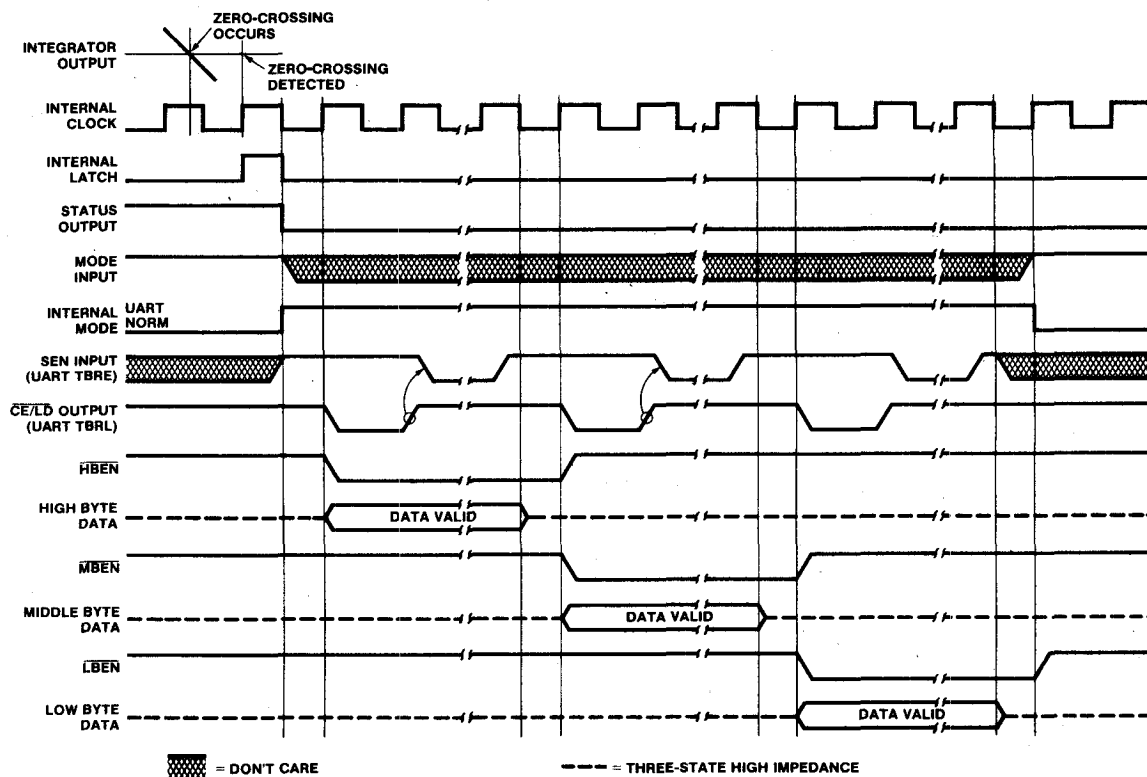 ZERO-CROSSING
OCCURS
INTEGRATOR
OUTPUT
ZERO-CROSSING
DETECTED
INTERNAL
CLOCK
INTERNAL
LATCH
STATUS
OUTPUT
MODE
INPUT
INTERNAL UART
MODE NORM
SEN INPUT
(UART TBRE)
CE/LD OUTPUT
(UART TBRL)
HBEN
HIGH BYTE
DATA
DATA VALID
MBEN
MIDDLE BYTE
DATA
DATA VALID
LBEN
LOW BYTE
DATA
DATA VALID
= DON'T CARE
= THREE-STATE HIGH IMPEDANCE